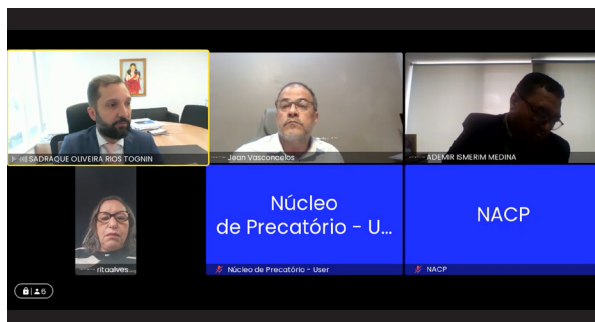 SADRAQUE OLIVEIRA RIOS TOGNIN
Jean Vasconcelos
ADEMIR ISMERIM MEDINA
ritaalves
Núcleo
de Precatório - U...
Núcleo de Precatório - User
NACP
NACP
6